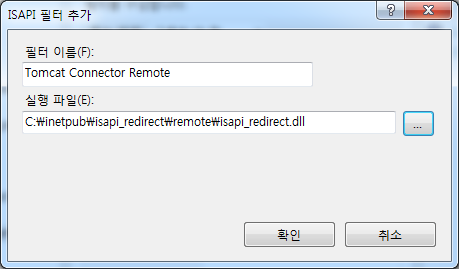 ISAPI 필터 추가
필터 이름(F):
Tomcat Connector Remote
실행 파일(E):
C:₩inetpub₩isapi_redirect₩remote₩isapi_redirect.dll
...
확인
취소